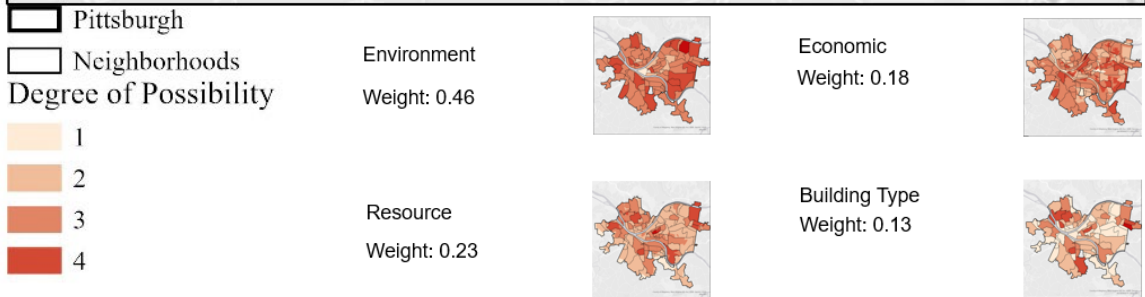 Pittsburgh
Neighborhoods
Degree of Possibility
1
2
3
4
Environment
Weight: 0.46
Economic
Weight: 0.18
Resource
Weight: 0.23
Building Type
Weight: 0.13